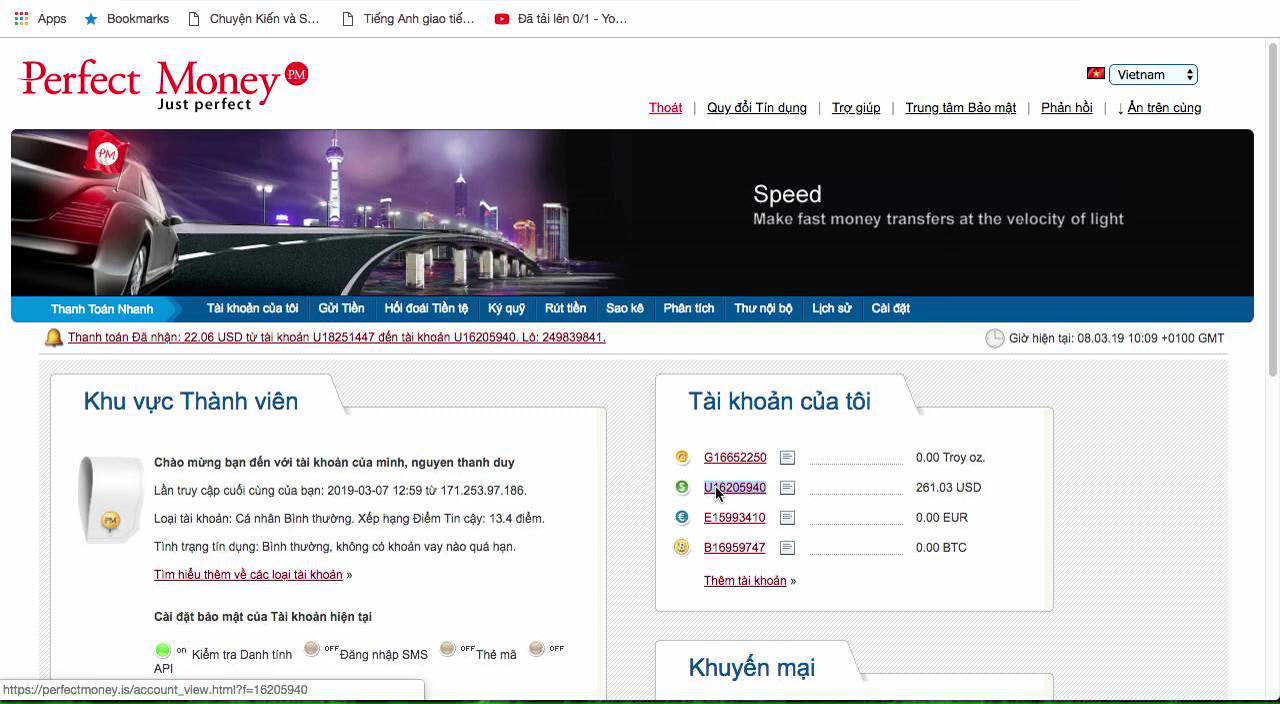 Apps Bookmarks Chuyện Kiến và S... Tiếng Anh giao tiế... Đã tải lên 0/1 - Yo...
Perfect Money PM
Just perfect
Vietnam
Thoát | Quy đổi Tín dụng | Trợ giúp | Trung tâm Bảo mật | Phản hồi | ↓ Ẩn trên cùng
PM
Speed
Make fast money transfers at the velocity of light
Thanh Toán Nhanh Tài khoản của tôi Gửi Tiền Hối đoái Tiền tệ Ký quỹ Rút tiền Sao kê Phân tích Thư nội bộ Lịch sử Cài đặt
Thanh toán Đã nhận: 22.06 USD từ tài khoản U18251447 đến tài khoản U16205940. Lô: 249839841.
Giờ hiện tại: 08.03.19 10:09 +0100 GMT
Khu vực Thành viên
Chào mừng bạn đến với tài khoản của mình, nguyen thanh duy
Lần truy cập cuối cùng của bạn: 2019-03-07 12:59 từ 171.253.97.186.
Loại tài khoản: Cá nhân Bình thường. Xếp hạng Điểm Tin cậy: 13.4 điểm.
Tình trạng tín dụng: Bình thường, không có khoản vay nào quá hạn.
Tìm hiểu thêm về các loại tài khoản »
Cài đặt bảo mật của Tài khoản hiện tại
on Kiểm tra Danh tính OFF Đăng nhập SMS OFF Thẻ mã OFF
API
Tài khoản của tôi
G16652250 0.00 Troy oz.
U16205940 261.03 USD
E15993410 0.00 EUR
B16959747 0.00 BTC
Thêm tài khoản »
Khuyến mại
https://perfectmoney.is/account_view.html?f=16205940